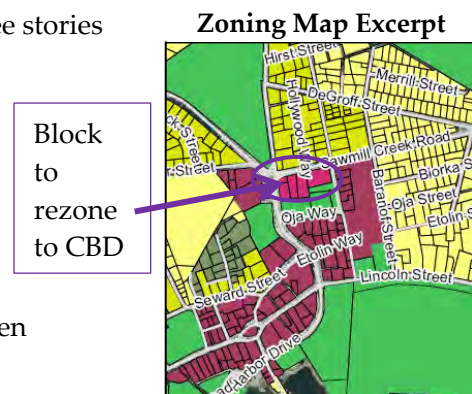 ee stories
Zoning Map Excerpt
Hirst Street
Merrill Street
DeGroff Street
Hollywood Way
Sawmill Creek Road
Block
to
rezone
to CBD
Biorka S
Oja Street
Baranof Street
Etolin S
Oja Way
Etolin Way
Lincoln Street
Seward Street
en
Harbor Drive